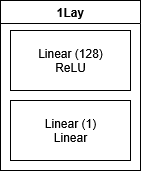 1Lay
Linear (128)
ReLU
Linear (1)
Linear